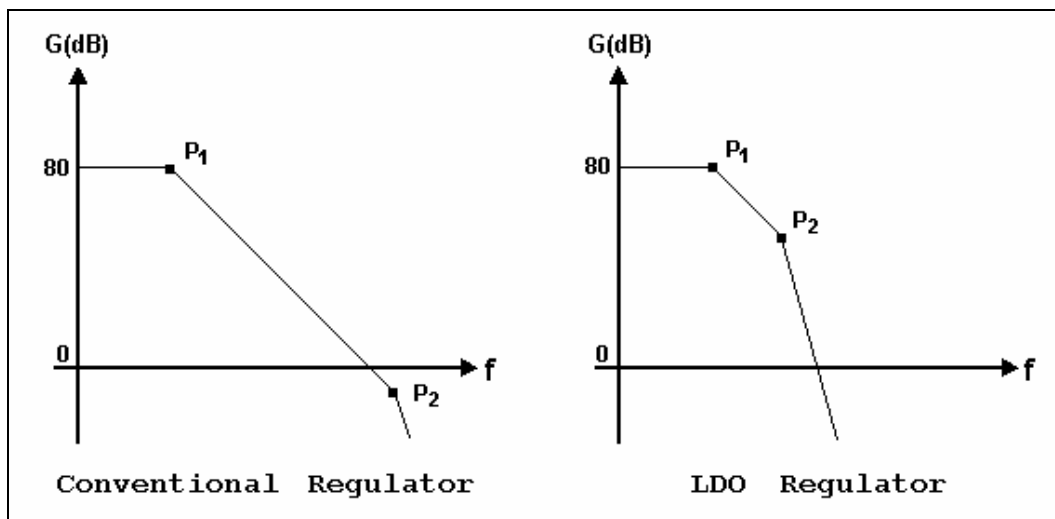 G(dB)
80
P1
0
f
P2
Conventional Regulator
G(dB)
80
P1
P2
0
f
LDO Regulator